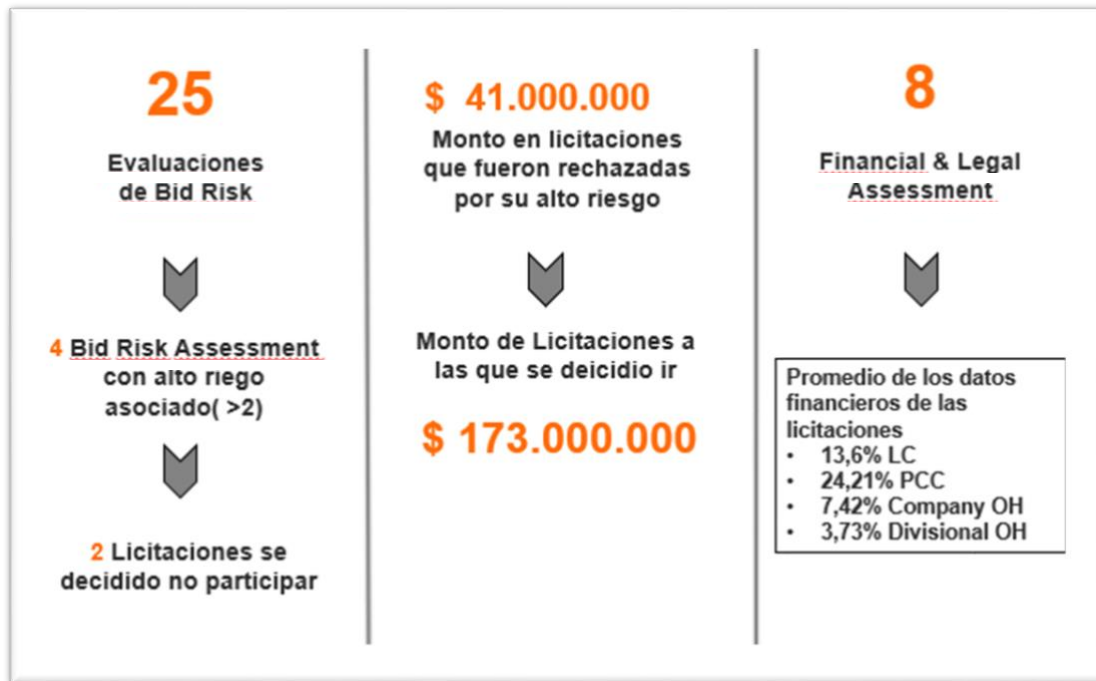 25
Evaluaciones
de Bid Risk
4 Bid Risk Assessment
con alto riego
asociado( >2)
2 Licitaciones se
decidido no participar
$ 41.000.000
Monto en licitaciones
que fueron rechazadas
por su alto riesgo
Monto de Licitaciones a
las que se deicidio ir
$ 173.000.000
8
Financial & Legal
Assessment
Promedio de los datos
financieros de las
licitaciones
• 13,6% LC
• 24,21% PCC
• 7,42% Company OH
• 3,73% Divisional OH